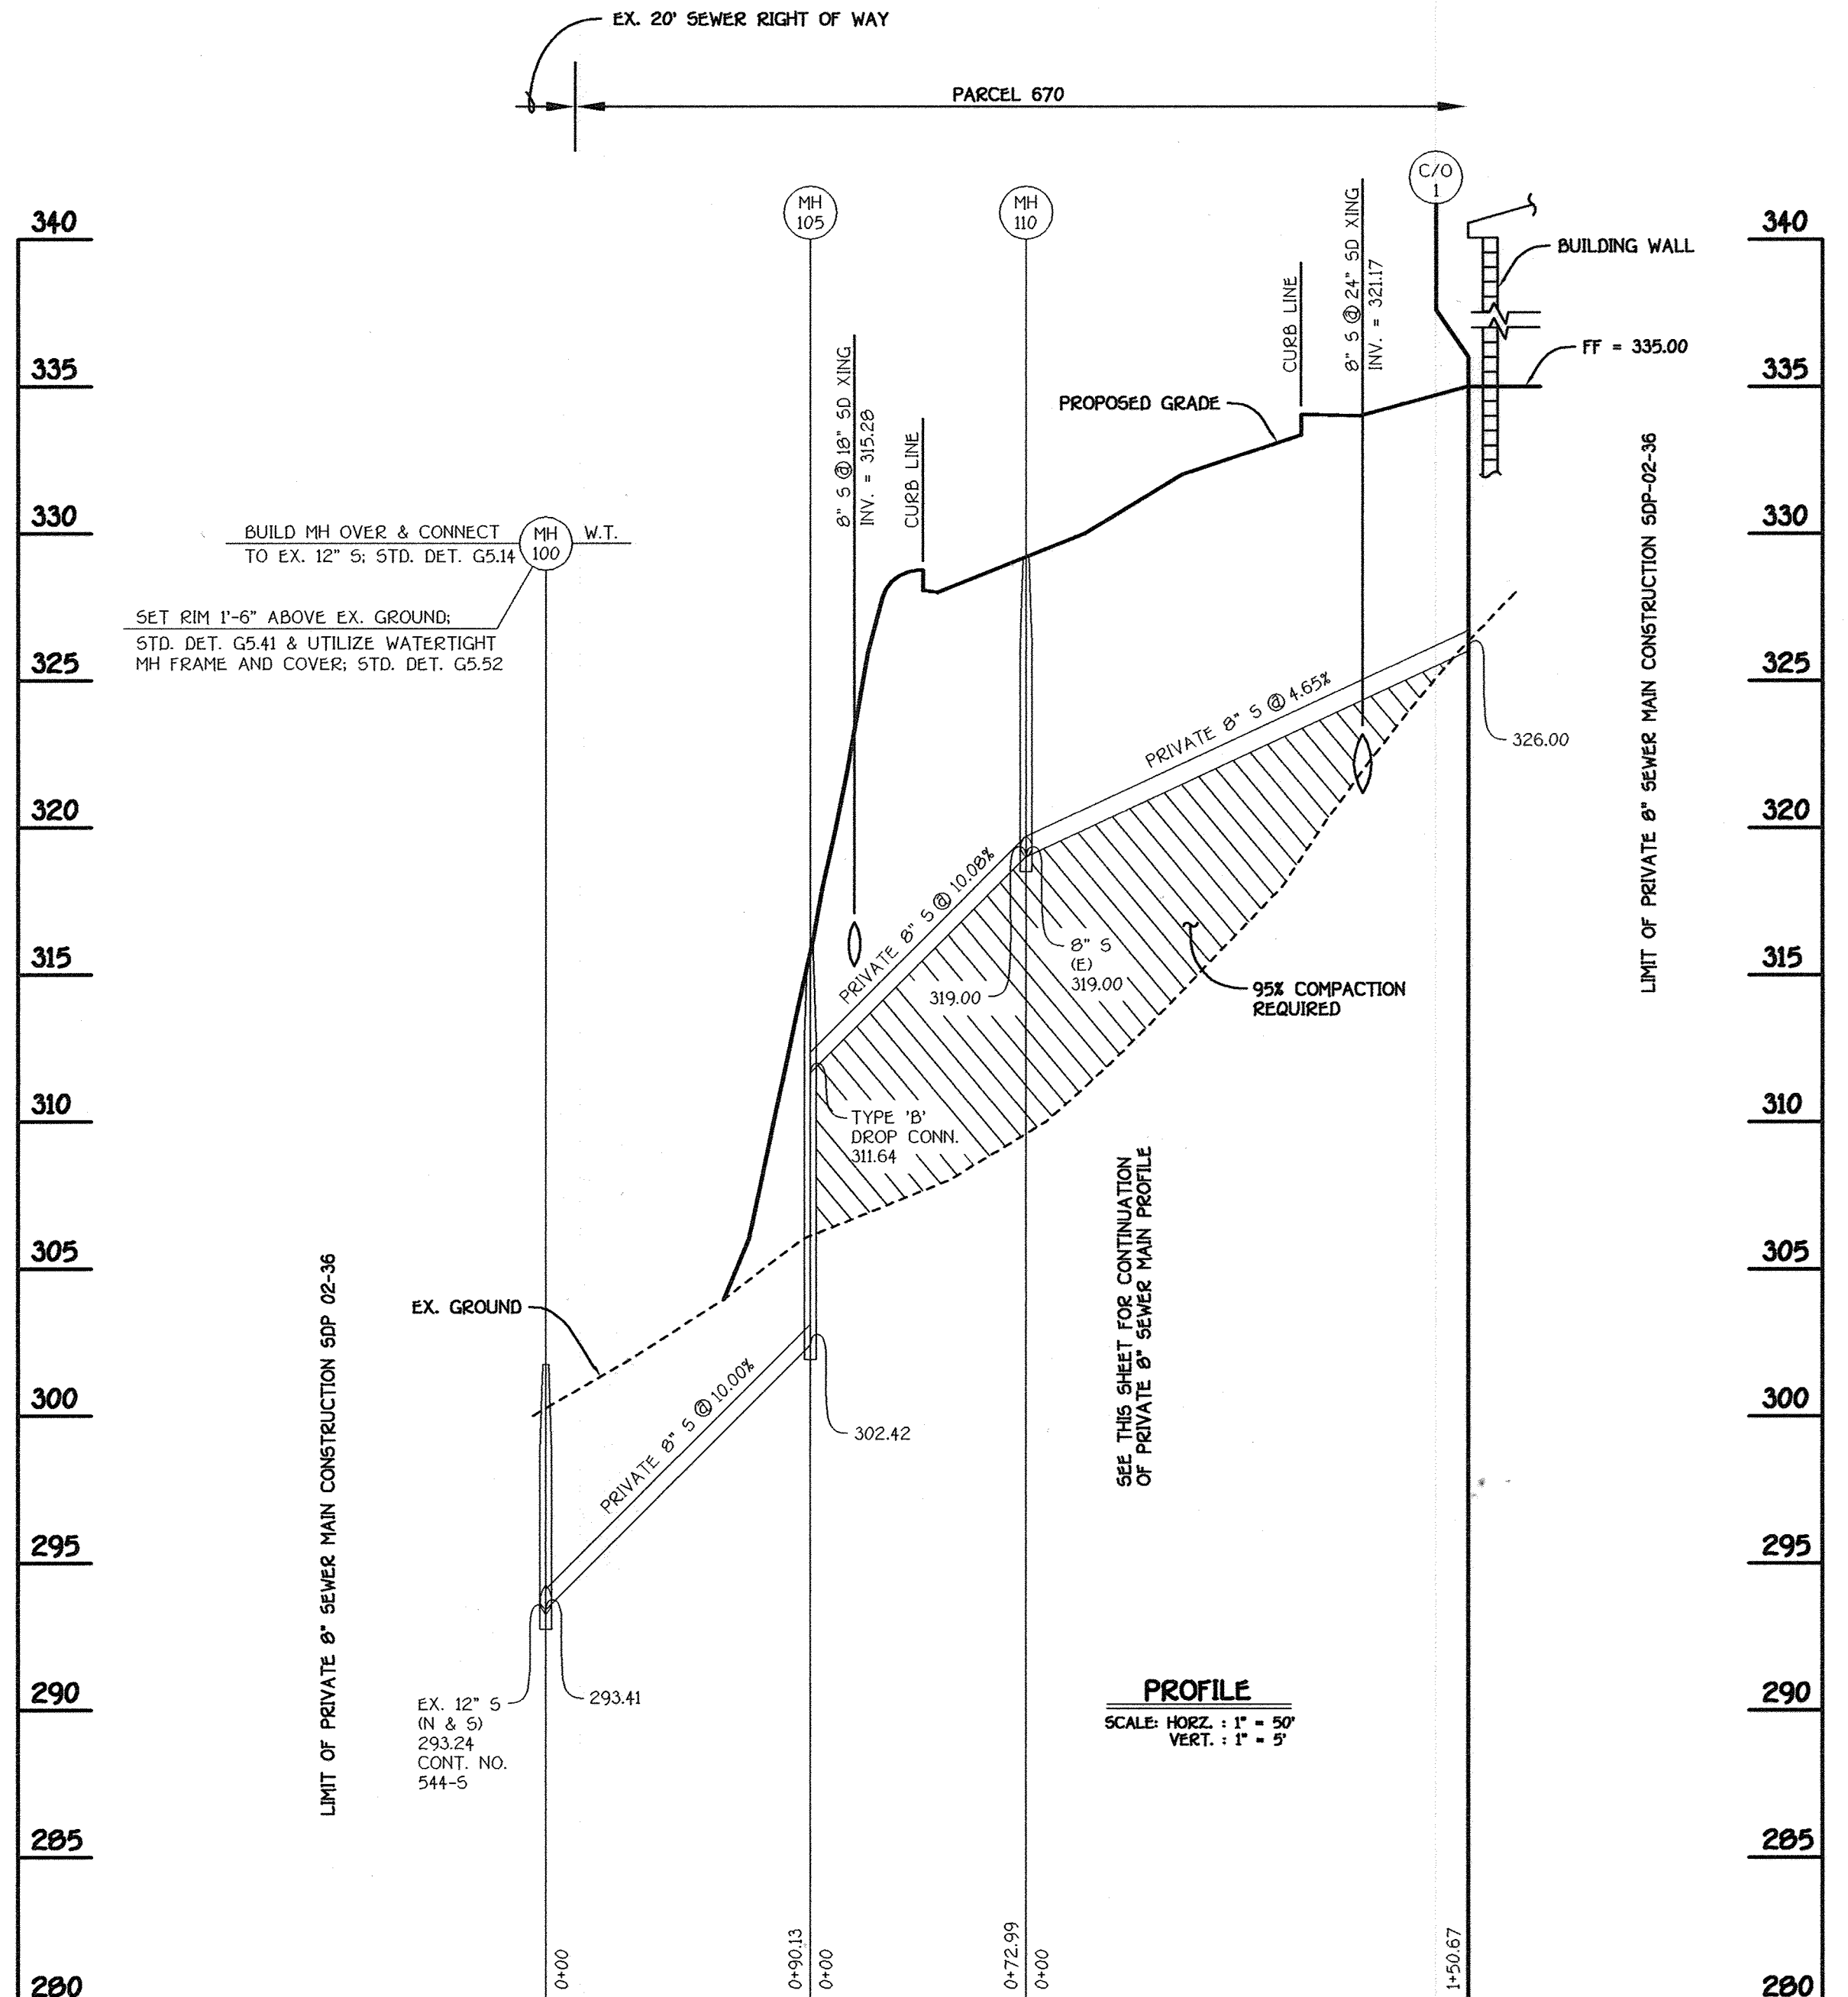 EX. 20' SEWER RIGHT OF WAY
PARCEL 670
C/O
1
MH
105
MH
110
340
340
BUILDING WALL
8" S @ 24" SD XING
INV. = 321.17
CURB LINE
FF = 335.00
335
335
PROPOSED GRADE
8" S @ 18" SD XING
INV. = 315.28
CURB LINE
330
330
BUILD MH OVER & CONNECT
TO EX. 12" S; STD. DET. G5.14
MH
100
W.T.
SET RIM 1'-6" ABOVE EX. GROUND;
STD. DET. G5.41 & UTILIZE WATERTIGHT
MH FRAME AND COVER; STD. DET. G5.52
325
325
PRIVATE 8" S @ 4.65%
326.00
LIMIT OF PRIVATE 8" SEWER MAIN CONSTRUCTION SDP-02-36
320
320
PRIVATE 8" S @ 10.08%
8" S
(E)
319.00
319.00
315
315
95% COMPACTION
REQUIRED
310
310
TYPE 'B'
DROP CONN.
311.64
SEE THIS SHEET FOR CONTINUATION
OF PRIVATE 8" SEWER MAIN PROFILE
305
305
EX. GROUND
LIMIT OF PRIVATE 8" SEWER MAIN CONSTRUCTION SDP 02-36
300
300
302.42
PRIVATE 8" S @ 10.00%
295
295
290
290
EX. 12" S
(N & S)
293.24
CONT. NO.
544-S
293.41
PROFILE
SCALE: HORZ. : 1" = 50'
VERT. : 1" = 5'
285
285
280
280
0+00
0+90.13
0+00
0+72.99
0+00
1+50.67